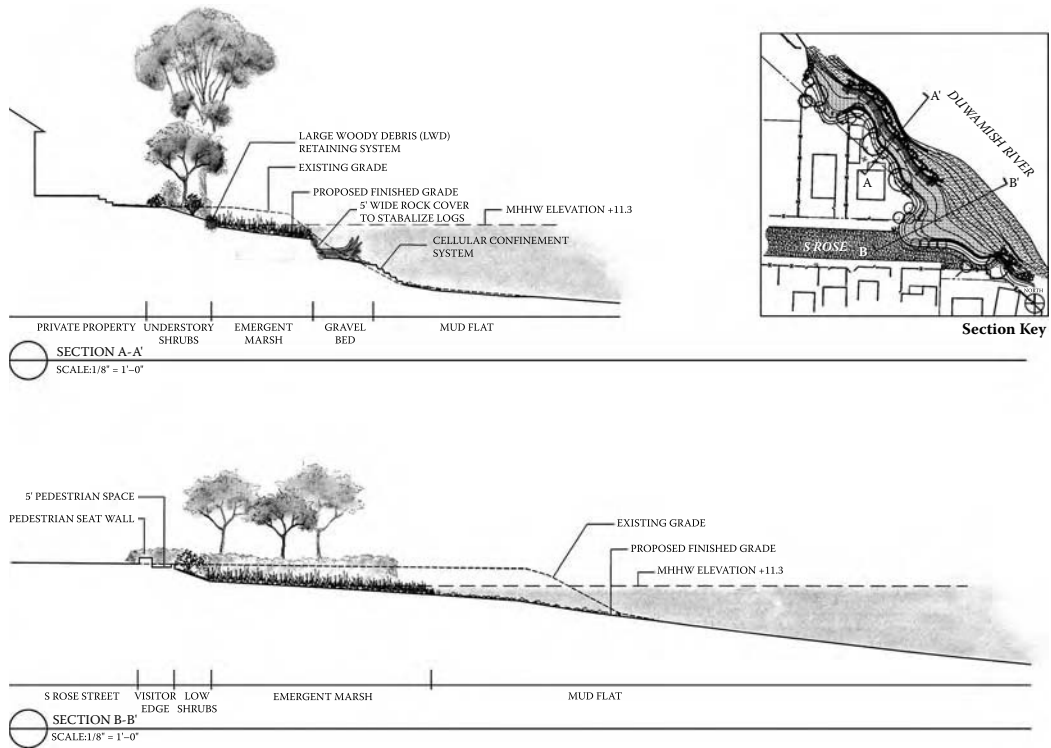 LARGE WOODY DEBRIS (LWD)
RETAINING SYSTEM
EXISTING GRADE
PROPOSED FINISHED GRADE
5' WIDE ROCK COVER
TO STABALIZE LOGS
MHHW ELEVATION +11.3
CELLULAR CONFINEMENT
SYSTEM
PRIVATE PROPERTY
UNDERSTORY
SHRUBS
EMERGENT
MARSH
GRAVEL
BED
MUD FLAT
SECTION A-A'
SCALE:1/8" = 1'–0"
A'
DUWAMISH RIVER
A
B'
S ROSE
B
NORTH
Section Key
5' PEDESTRIAN SPACE
PEDESTRIAN SEAT WALL
EXISTING GRADE
PROPOSED FINISHED GRADE
MHHW ELEVATION +11.3
S ROSE STREET
VISITOR
EDGE
LOW
SHRUBS
EMERGENT MARSH
MUD FLAT
SECTION B-B'
SCALE:1/8" = 1'–0"